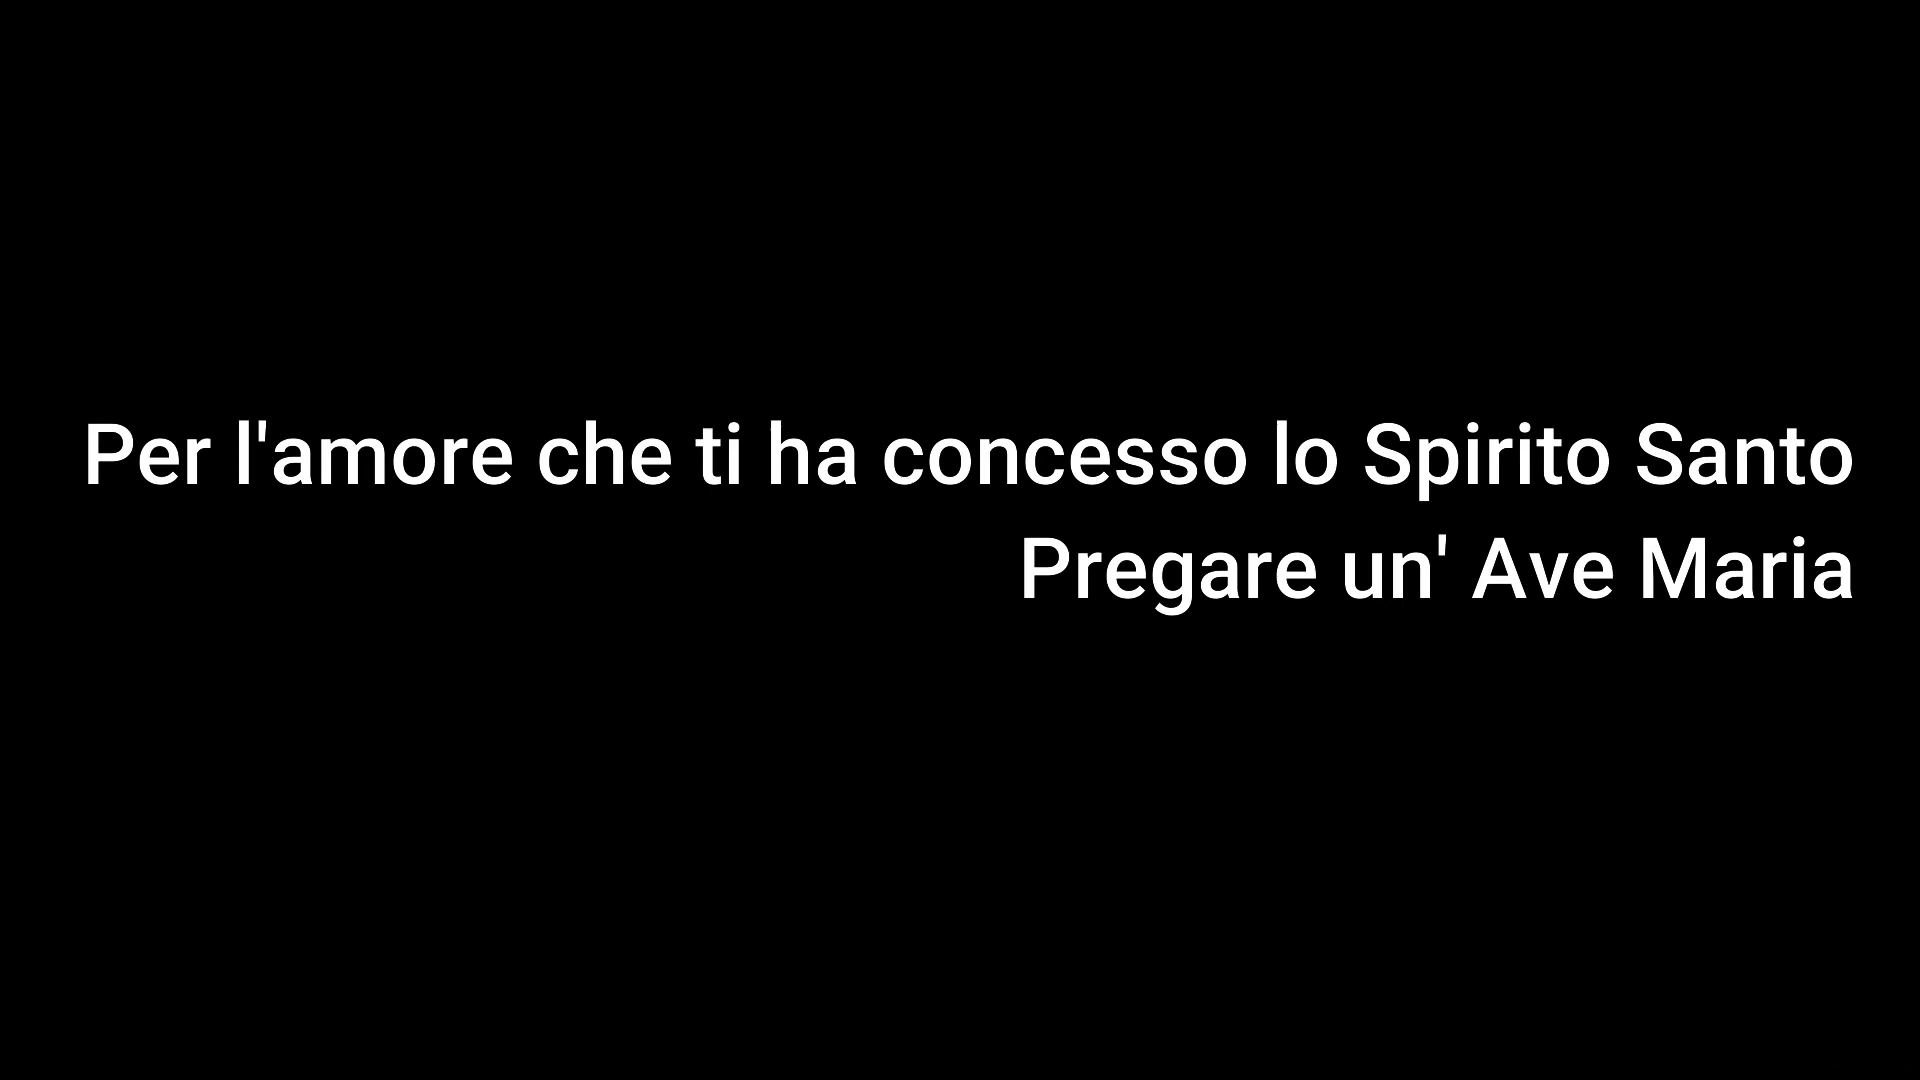 Per l'amore che ti ha concesso lo Spirito Santo
Pregare un' Ave Maria